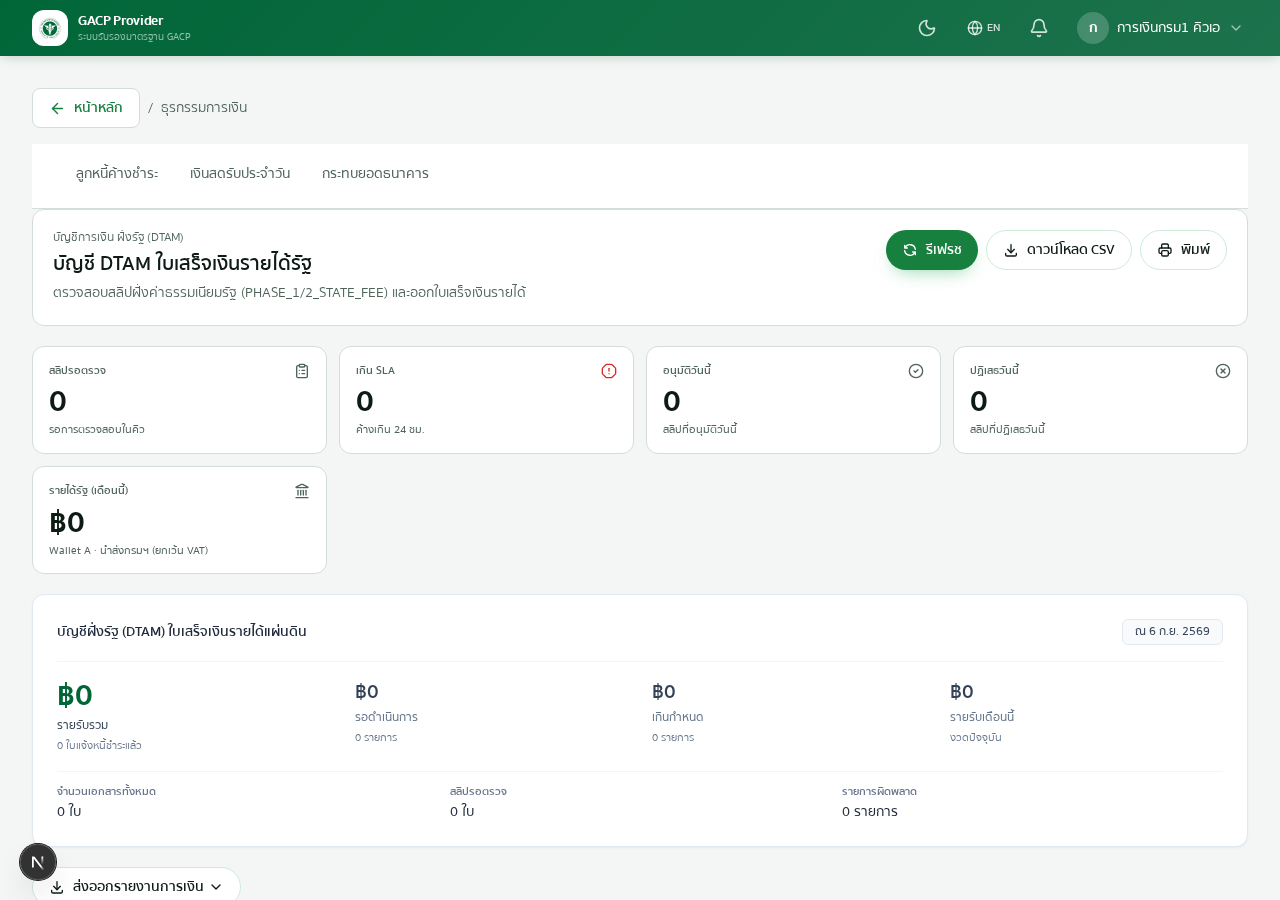 GACP Provider
ระบบรับรองมาตรฐาน GACP
EN
ก
การเงินกรม1 คิวเอ
หน้าหลัก / ธุรกรรมการเงิน
ลูกหนี้ค้างชำระ
เงินสดรับประจำวัน
กระทบยอดธนาคาร
บัญชีการเงิน ฝั่งรัฐ (DTAM)
บัญชี DTAM ใบเสร็จเงินรายได้รัฐ
ตรวจสอบสลิปฝั่งค่าธรรมเนียมรัฐ (PHASE_1/2_STATE_FEE) และออกใบเสร็จเงินรายได้
รีเฟรช
ดาวน์โหลด CSV
พิมพ์
สลิปรอตรวจ
0
รอการตรวจสอบในคิว
เกิน SLA
0
ค้างเกิน 24 ชม.
อนุมัติวันนี้
0
สลิปที่อนุมัติวันนี้
ปฏิเสธวันนี้
0
สลิปที่ปฏิเสธวันนี้
รายได้รัฐ (เดือนนี้)
฿0
Wallet A · นำส่งกรมฯ (ยกเว้น VAT)
บัญชีฝั่งรัฐ (DTAM) ใบเสร็จเงินรายได้แผ่นดิน
ณ 6 ก.ย. 2569
฿0
รายรับรวม
0 ใบแจ้งหนี้ชำระแล้ว
฿0
รอดำเนินการ
0 รายการ
฿0
เกินกำหนด
0 รายการ
฿0
รายรับเดือนนี้
งวดปัจจุบัน
จำนวนเอกสารทั้งหมด
0 ใบ
สลิปรอตรวจ
0 ใบ
รายการผิดพลาด
0 รายการ
N
ส่งออกรายงานการเงิน